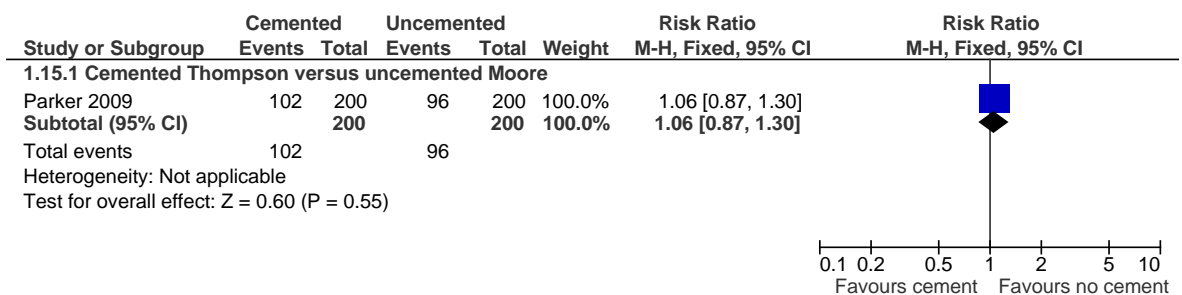 Cemented Uncemented Risk Ratio Risk Ratio
Study or Subgroup Events Total Events Total Weight M-H, Fixed, 95% CI M-H, Fixed, 95% CI
1.15.1 Cemented Thompson versus uncemented Moore
Parker 2009 102 200 96 200 100.0% 1.06 [0.87, 1.30]
Subtotal (95% CI) 200 200 100.0% 1.06 [0.87, 1.30]
Total events 102 96
Heterogeneity: Not applicable
Test for overall effect: Z = 0.60 (P = 0.55)
0.1 0.2 0.5 1 2 5 10
Favours cement Favours no cement